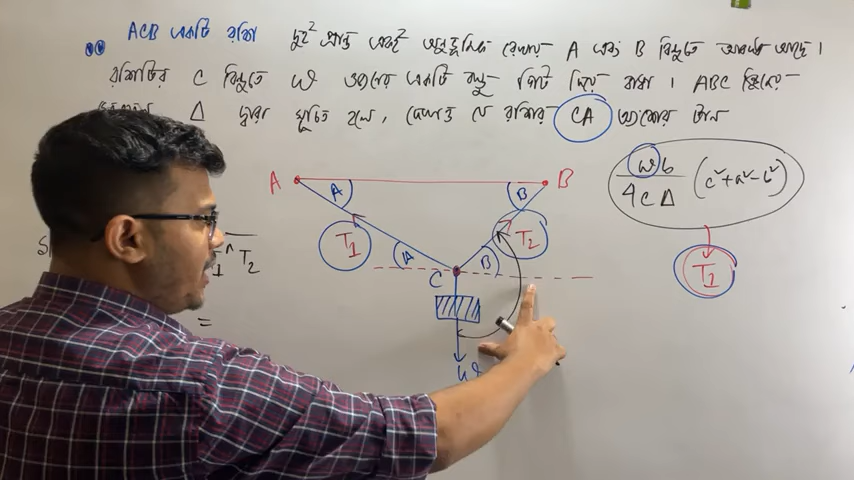 ACB একটি রশি দুই প্রান্ত একই অনুভূমিক রেখায় A এবং B বিন্দুতে আবদ্ধ আছে।
রশিটির C বিন্দুতে W ওজনের একটি বস্তু গিট দিয়ে বাধা। ABC ত্রিভুজের
Δ দ্বারা সূচিত হলে, দেখাও যে রশির CA অংশের টান
Wb/4cΔ (c²+a²-b²)
A A B B
T₁ T₂ T₁
A B
C
T₂
=
W